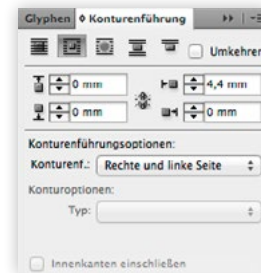 Glyphen Konturenführung
Umkehren
0 mm 4,4 mm
0 mm 0 mm
Konturenführungsoptionen:
Konturenf.: Rechte und linke Seite
Konturoptionen:
Typ:
Innenkanten einschließen